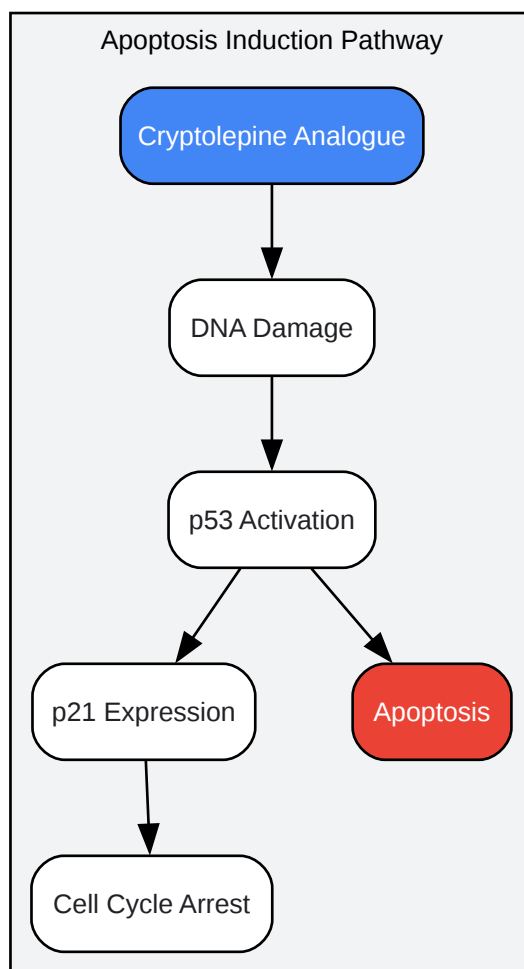 Apoptosis Induction Pathway
Cryptolepine Analogue
DNA Damage
p53 Activation
p21 Expression
Apoptosis
Cell Cycle Arrest